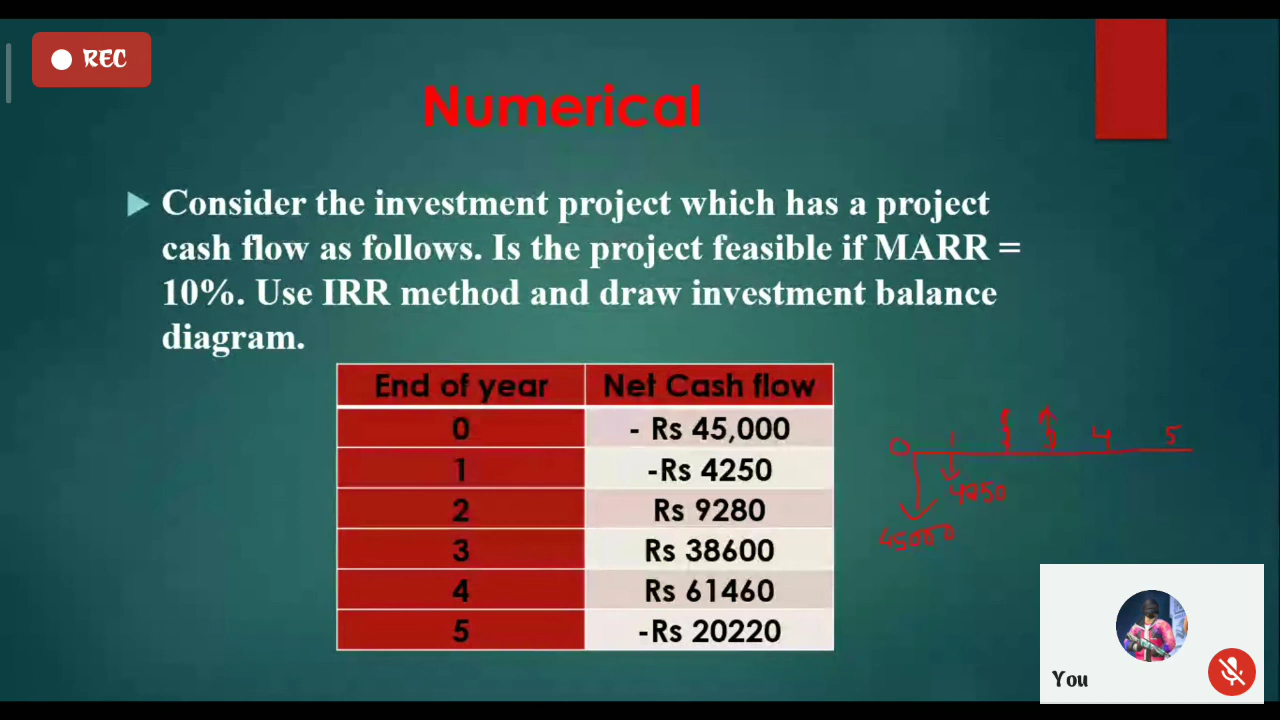 REC
Numerical
Consider the investment project which has a project
cash flow as follows. Is the project feasible if MARR =
10%. Use IRR method and draw investment balance
diagram.
End of year Net Cash flow
0 - Rs 45,000
1 -Rs 4250
2 Rs 9280
3 Rs 38600
4 Rs 61460
5 -Rs 20220
0 1 3 4 5
4250
45000
You